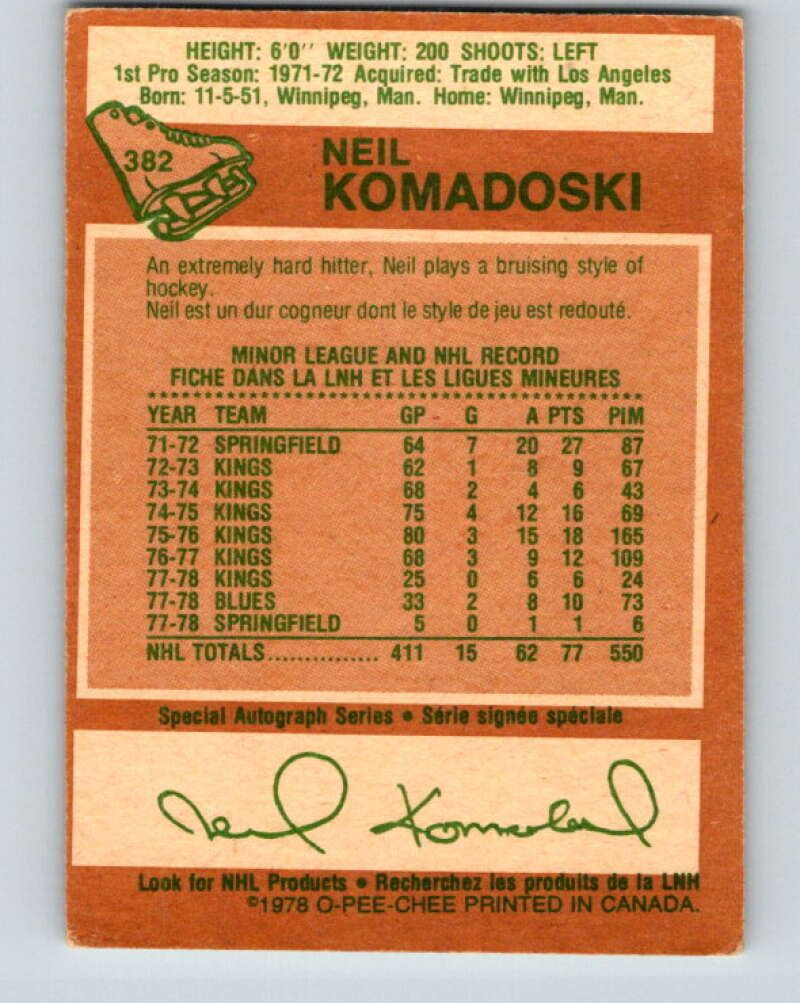 HEIGHT: 6'0'' WEIGHT: 200 SHOOTS: LEFT
1st Pro Season: 1971-72 Acquired: Trade with Los Angeles
Born: 11-5-51, Winnipeg, Man. Home: Winnipeg, Man.
382
NEIL
KOMADOSKI
An extremely hard hitter, Neil plays a bruising style of
hockey.
Neil est un dur cogneur dont le style de jeu est redouté.
MINOR LEAGUE AND NHL RECORD
FICHE DANS LA LNH ET LES LIGUES MINEURES
YEAR TEAM GP G A PTS PIM
71-72 SPRINGFIELD 64 7 20 27 87
72-73 KINGS 62 1 8 9 67
73-74 KINGS 68 2 4 6 43
74-75 KINGS 75 4 12 16 69
75-76 KINGS 80 3 15 18 165
76-77 KINGS 68 3 9 12 109
77-78 KINGS 25 0 6 6 24
77-78 BLUES 33 2 8 10 73
77-78 SPRINGFIELD 5 0 1 1 6
NHL TOTALS............... 411 15 62 77 550
Special Autograph Series • Série signée spéciale
Neil Komadoski
Look for NHL Products • Recherchez les produits de la LNH
©1978 O-PEE-CHEE PRINTED IN CANADA.